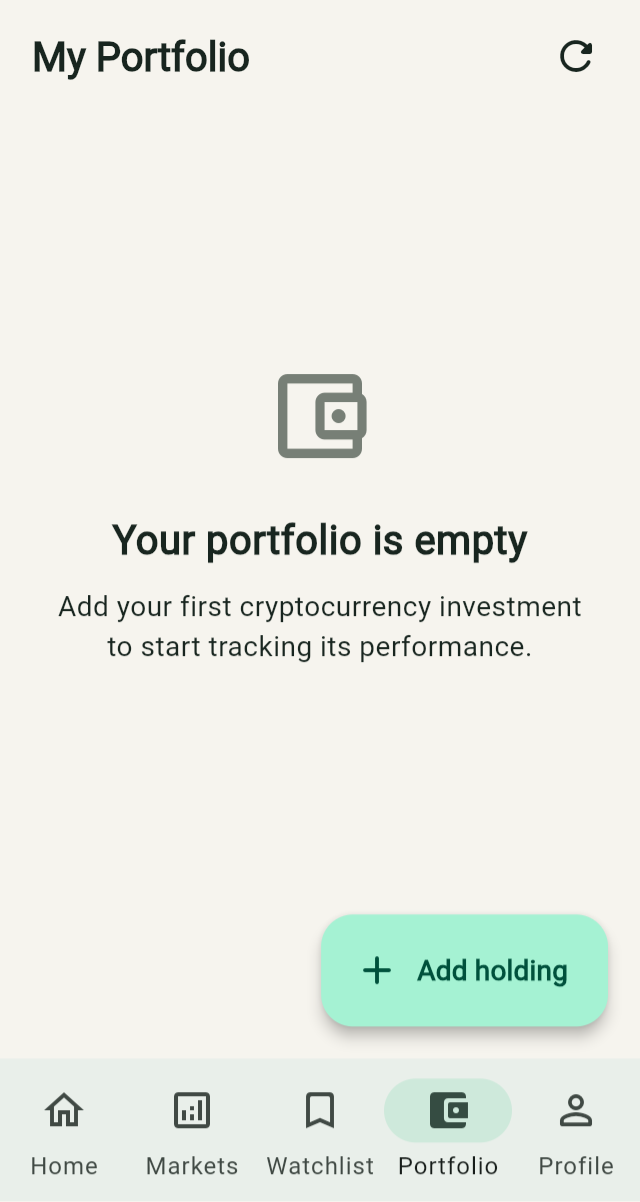 My Portfolio
Your portfolio is empty
Add your first cryptocurrency investment
to start tracking its performance.
Add holding
Home
Markets
Watchlist
Portfolio
Profile